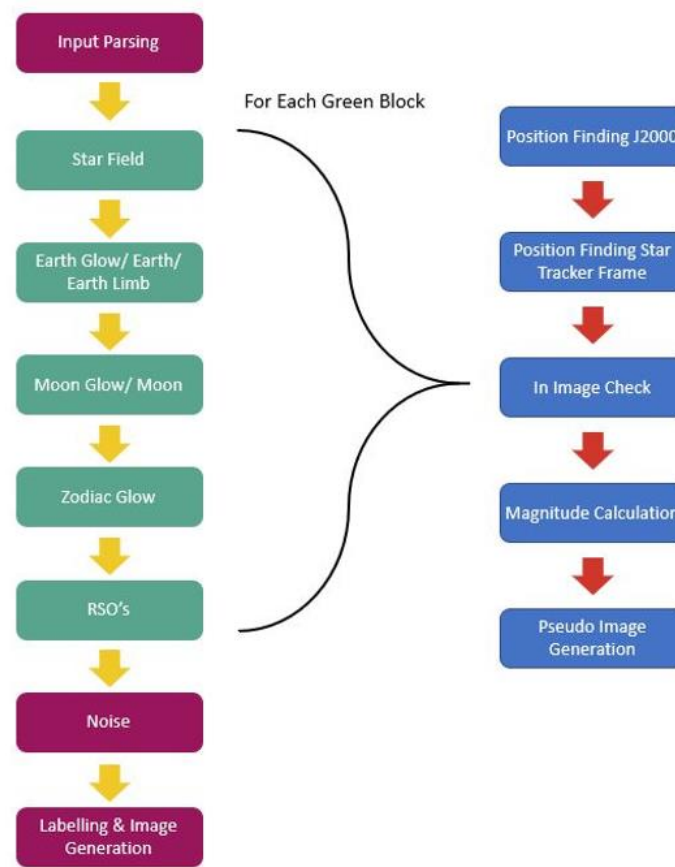 Input Parsing
Star Field
Earth Glow/ Earth/
Earth Limb
Moon Glow/ Moon
Zodiac Glow
RSO's
Noise
Labelling & Image
Generation
For Each Green Block
Position Finding J2000
Position Finding Star
Tracker Frame
In Image Check
Magnitude Calculation
Pseudo Image
Generation